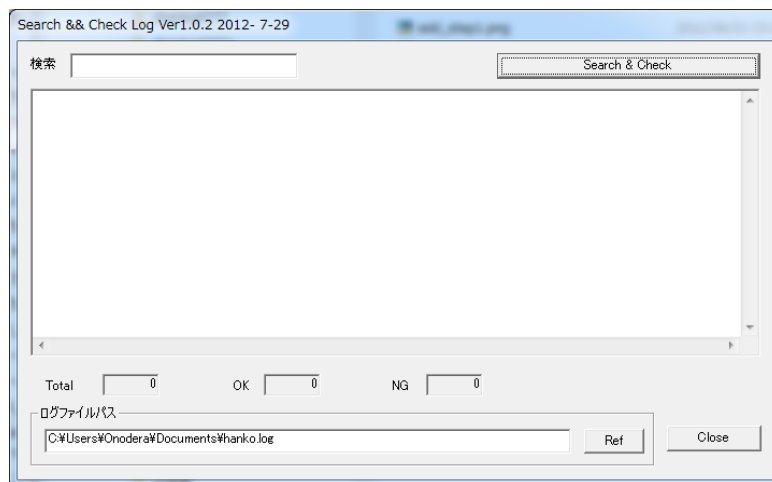 Search && Check Log Ver1.0.2 2012- 7-29
検索
Search & Check
Total 0 OK 0 NG 0
ログファイルパス
C:¥Users¥Onodera¥Documents¥hanko.log
Ref
Close